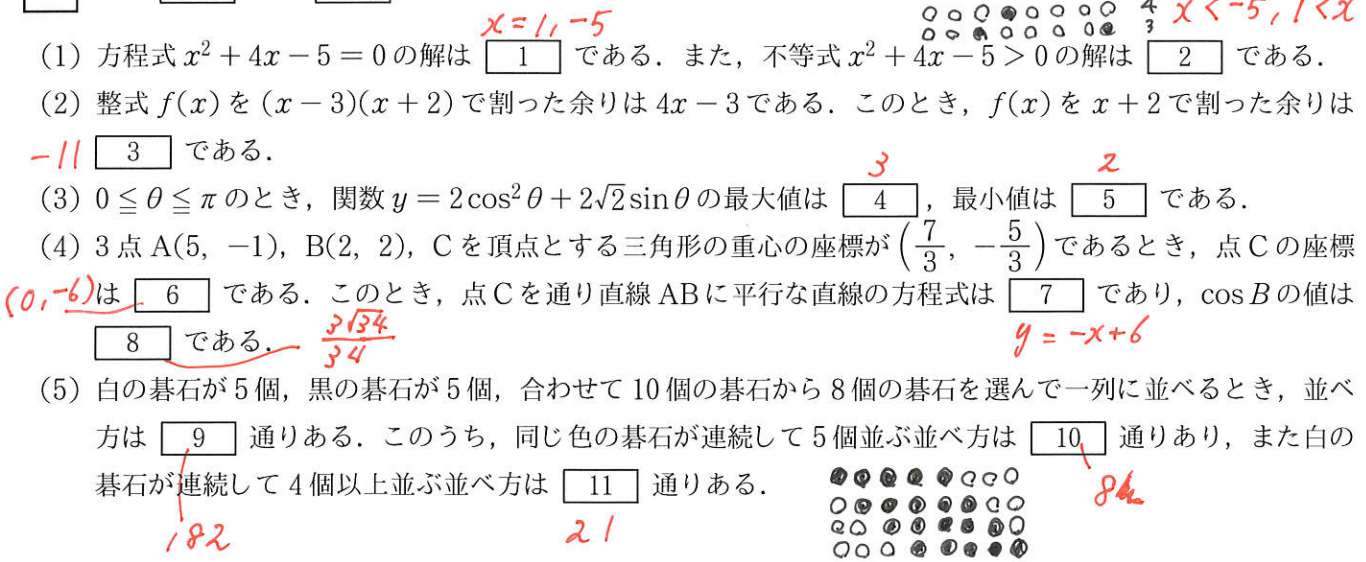 x=1,-5
4 x<-5,1<x
3
(1) 方程式 x² + 4x − 5 = 0 の解は 1 である．また，不等式 x² + 4x − 5 > 0 の解は 2 である．
(2) 整式 f(x) を (x − 3)(x + 2) で割った余りは 4x − 3 である．このとき，f(x) を x + 2 で割った余りは
-11 3 である．
3 2
(3) 0 ≦ θ ≦ π のとき，関数 y = 2cos²θ + 2√2 sinθ の最大値は 4 ，最小値は 5 である．
(4) 3点 A(5, −1)，B(2, 2)，C を頂点とする三角形の重心の座標が (7/3, −5/3) であるとき，点 C の座標
(0,-6) は 6 である．このとき，点 C を通り直線 AB に平行な直線の方程式は 7 であり，cos B の値は
8 である． 3√34/34 y=-x+6
(5) 白の碁石が 5 個，黒の碁石が 5 個，合わせて 10 個の碁石から 8 個の碁石を選んで一列に並べるとき，並べ
方は 9 通りある．このうち，同じ色の碁石が連続して 5 個並ぶ並べ方は 10 通りあり，また白の
碁石が連続して 4 個以上並ぶ並べ方は 11 通りある．
182 21 8